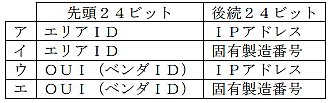 先頭24ビット 後続24ビット
ア エリアID IPアドレス
イ エリアID 固有製造番号
ウ OUI(ベンダID) IPアドレス
エ OUI(ベンダID) 固有製造番号